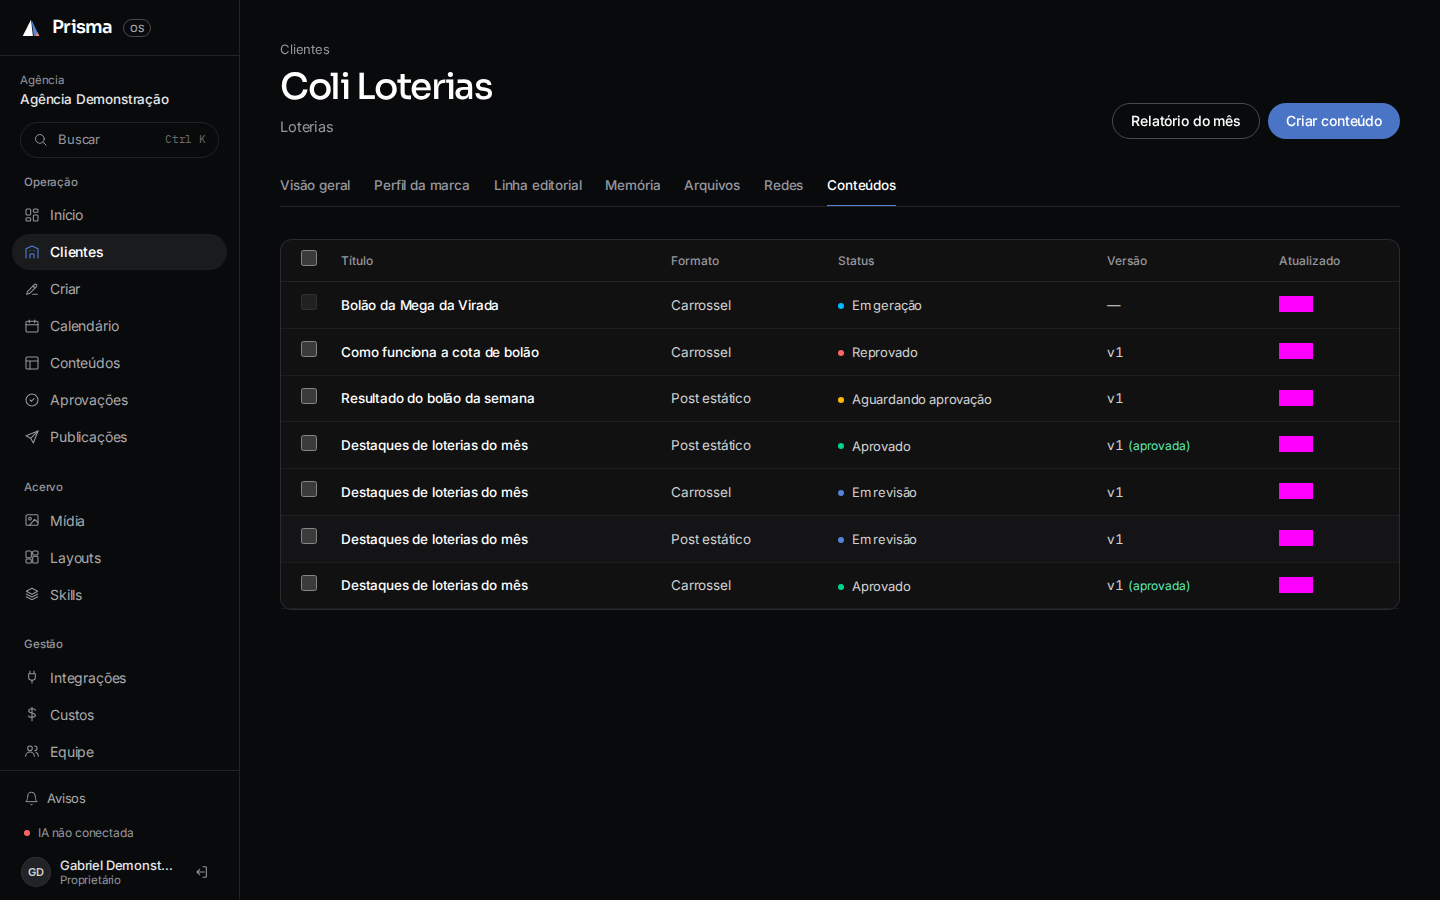 Prisma OS
Agência
Agência Demonstração
Buscar Ctrl K
Operação
Início
Clientes
Criar
Calendário
Conteúdos
Aprovações
Publicações
Acervo
Mídia
Layouts
Skills
Gestão
Integrações
Custos
Equipe
Avisos
IA não conectada
GD
Gabriel Demonst...
Proprietário
Clientes
Coli Loterias
Loterias
Relatório do mês
Criar conteúdo
Visão geral Perfil da marca Linha editorial Memória Arquivos Redes Conteúdos
Título Formato Status Versão Atualizado
Bolão da Mega da Virada Carrossel Em geração —
Como funciona a cota de bolão Carrossel Reprovado v1
Resultado do bolão da semana Post estático Aguardando aprovação v1
Destaques de loterias do mês Post estático Aprovado v1 (aprovada)
Destaques de loterias do mês Carrossel Em revisão v1
Destaques de loterias do mês Post estático Em revisão v1
Destaques de loterias do mês Carrossel Aprovado v1 (aprovada)